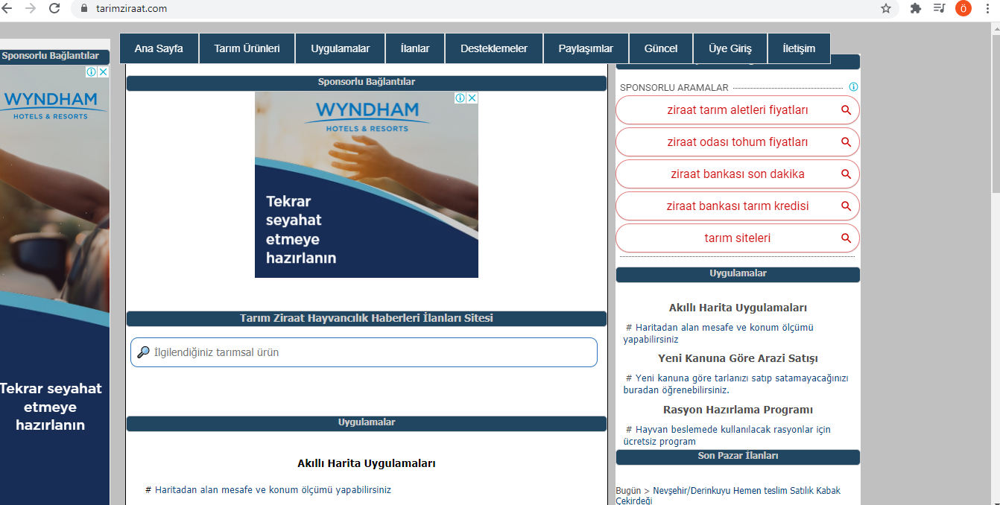 tarimziraat.com
Ö
Ana Sayfa
Tarım Ürünleri
Uygulamalar
İlanlar
Desteklemeler
Paylaşımlar
Güncel
Üye Giriş
İletişim
Sponsorlu Bağlantılar
WYNDHAM
HOTELS & RESORTS
Tekrar seyahat
etmeye
hazırlanın
Sponsorlu Bağlantılar
WYNDHAM
HOTELS & RESORTS
Tekrar
seyahat
etmeye
hazırlanın
Tarım Ziraat Hayvancılık Haberleri İlanları Sitesi
İlgilendiğiniz tarımsal ürün
Uygulamalar
Akıllı Harita Uygulamaları
# Haritadan alan mesafe ve konum ölçümü yapabilirsiniz
SPONSORLU ARAMALAR
ziraat tarım aletleri fiyatları
ziraat odası tohum fiyatları
ziraat bankası son dakika
ziraat bankası tarım kredisi
tarım siteleri
Uygulamalar
Akıllı Harita Uygulamaları
# Haritadan alan mesafe ve konum ölçümü
yapabilirsiniz
Yeni Kanuna Göre Arazi Satışı
# Yeni kanuna göre tarlanızı satıp satamayacağınızı
buradan öğrenebilirsiniz.
Rasyon Hazırlama Programı
# Hayvan beslemede kullanılacak rasyonlar için
ücretsiz program
Son Pazar İlanları
Bugün > Nevşehir/Derinkuyu Hemen teslim Satılık Kabak
Çekirdeği